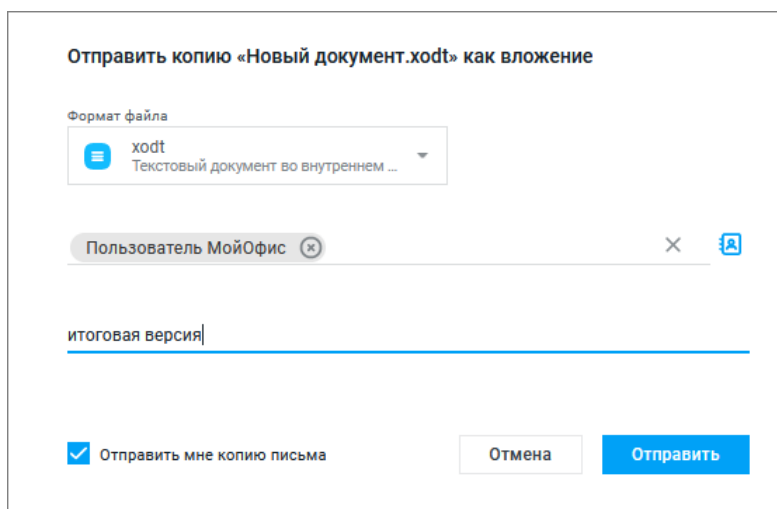 Отправить копию «Новый документ.xodt» как вложение
Формат файла
xodt
Текстовый документ во внутреннем ...
Пользователь МойОфис
итоговая версия
Отправить мне копию письма
Отмена
Отправить